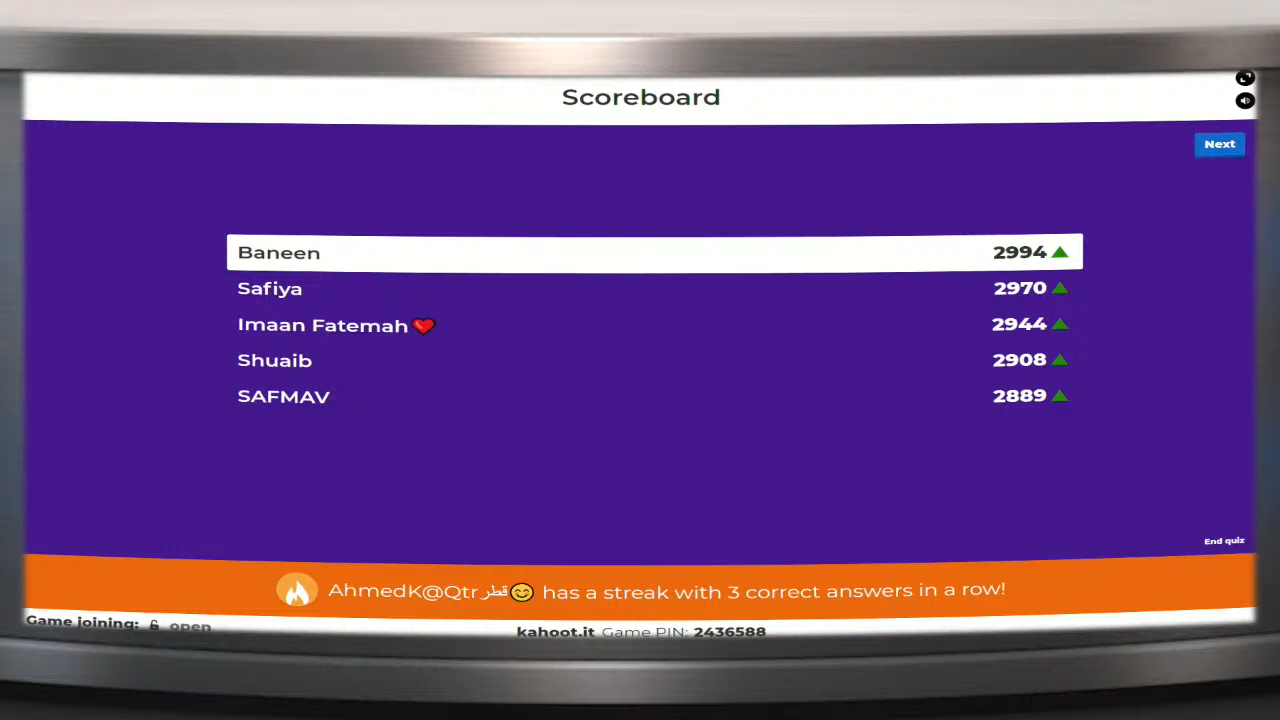 Scoreboard
Next
Baneen 2994
Safiya 2970
Imaan Fatemah❤️ 2944
Shuaib 2908
SAFMAV 2889
End quiz
AhmedK@Qtrقطر😊 has a streak with 3 correct answers in a row!
Game joining: open
kahoot.it Game PIN: 2436588